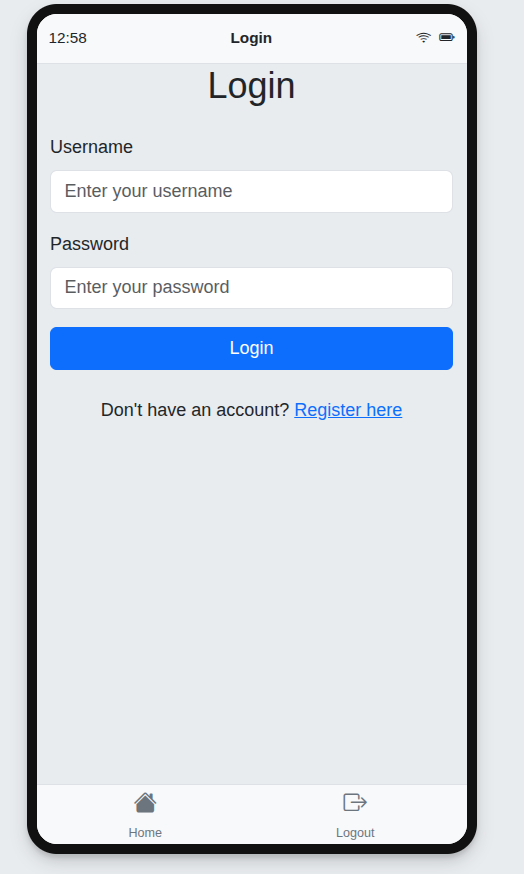 12:58 Login
Login
Username
Enter your username
Password
Enter your password
Login
Don't have an account? Register here
Home Logout